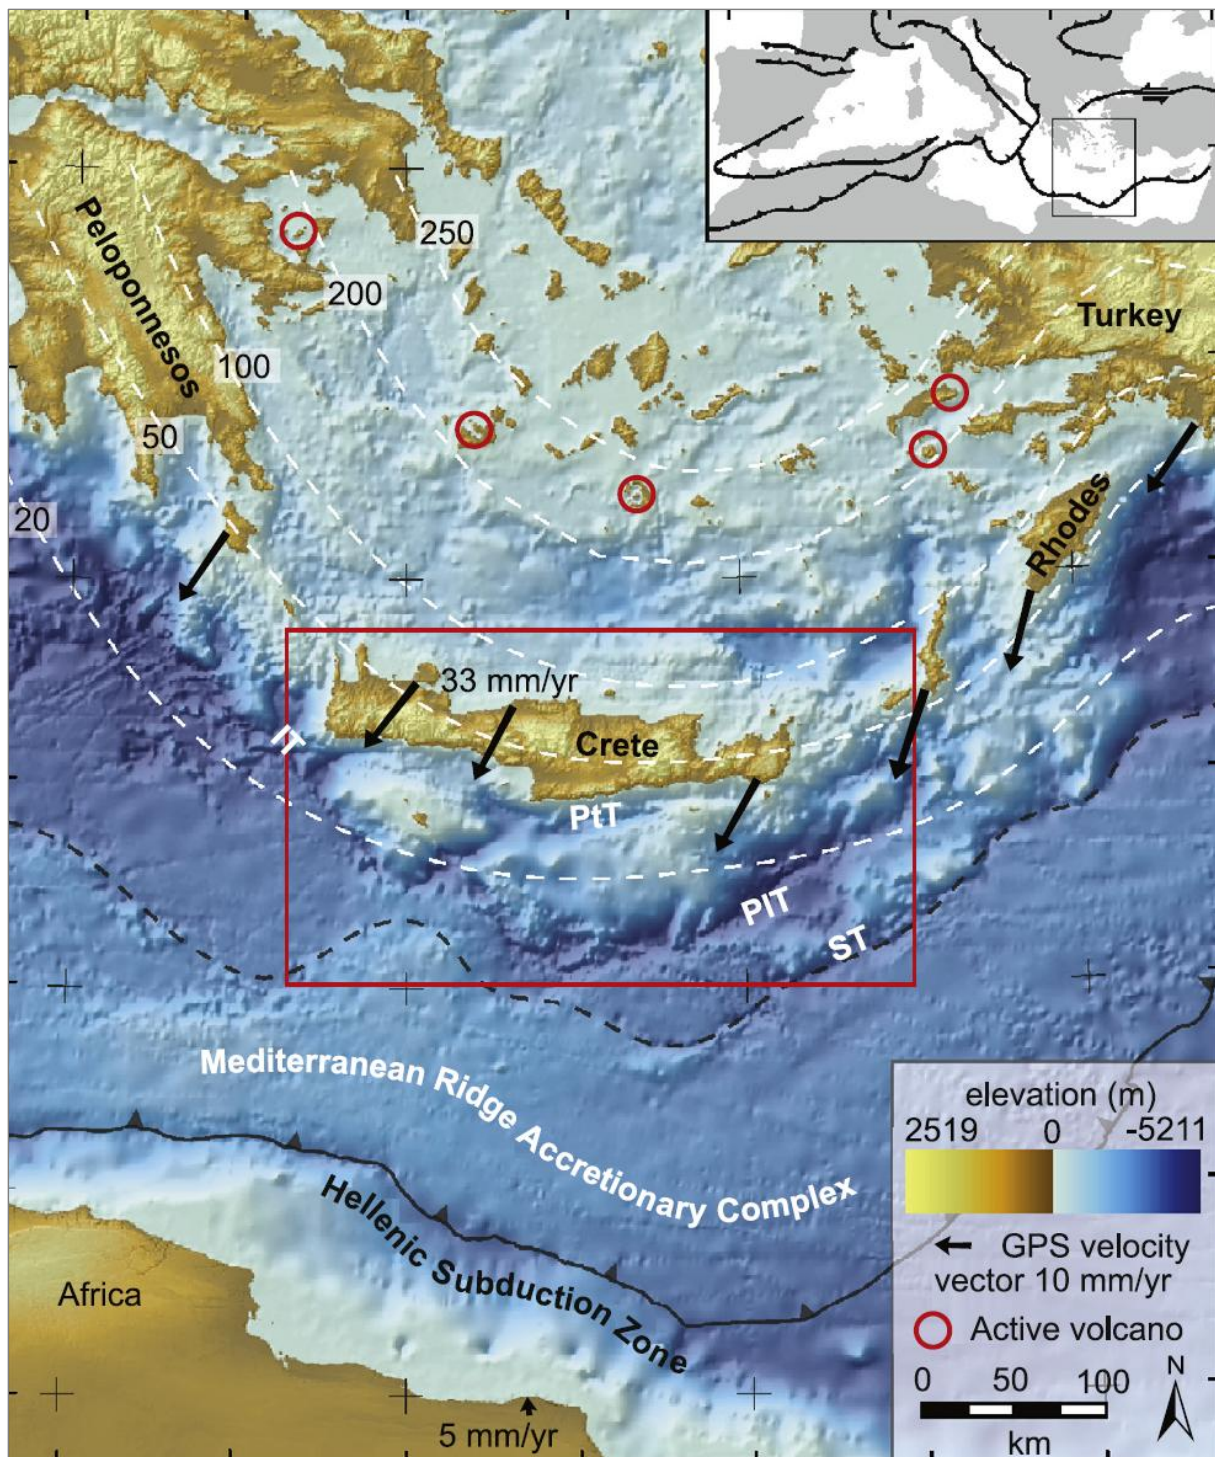 Peloponnesos
250
200
Turkey
100
50
20
Rhodes
33 mm/yr
IT
Crete
PtT
PlT
ST
Mediterranean Ridge Accretionary Complex
Hellenic Subduction Zone
Africa
5 mm/yr
elevation (m)
2519 0 -5211
GPS velocity
vector 10 mm/yr
Active volcano
0 50 100
km
N